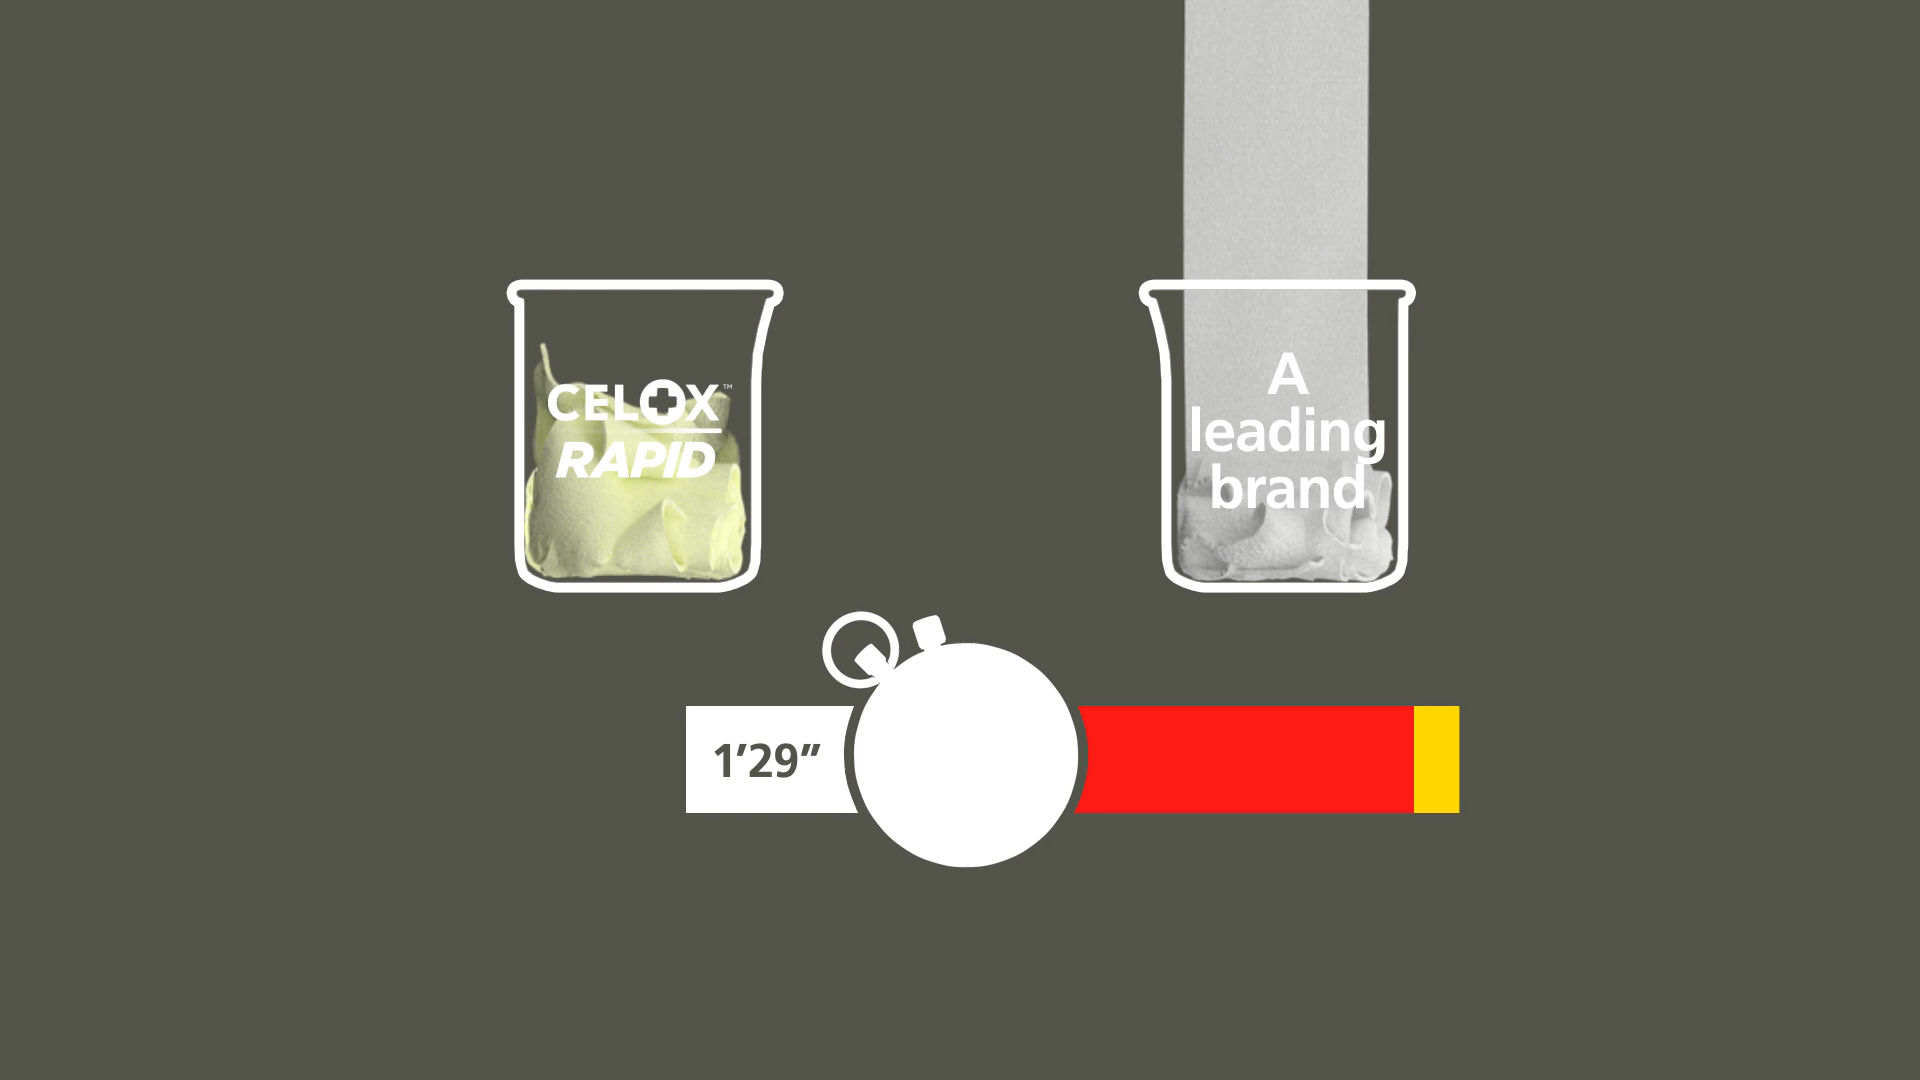 CELOX™
RAPID
A
leading
brand
1’29”